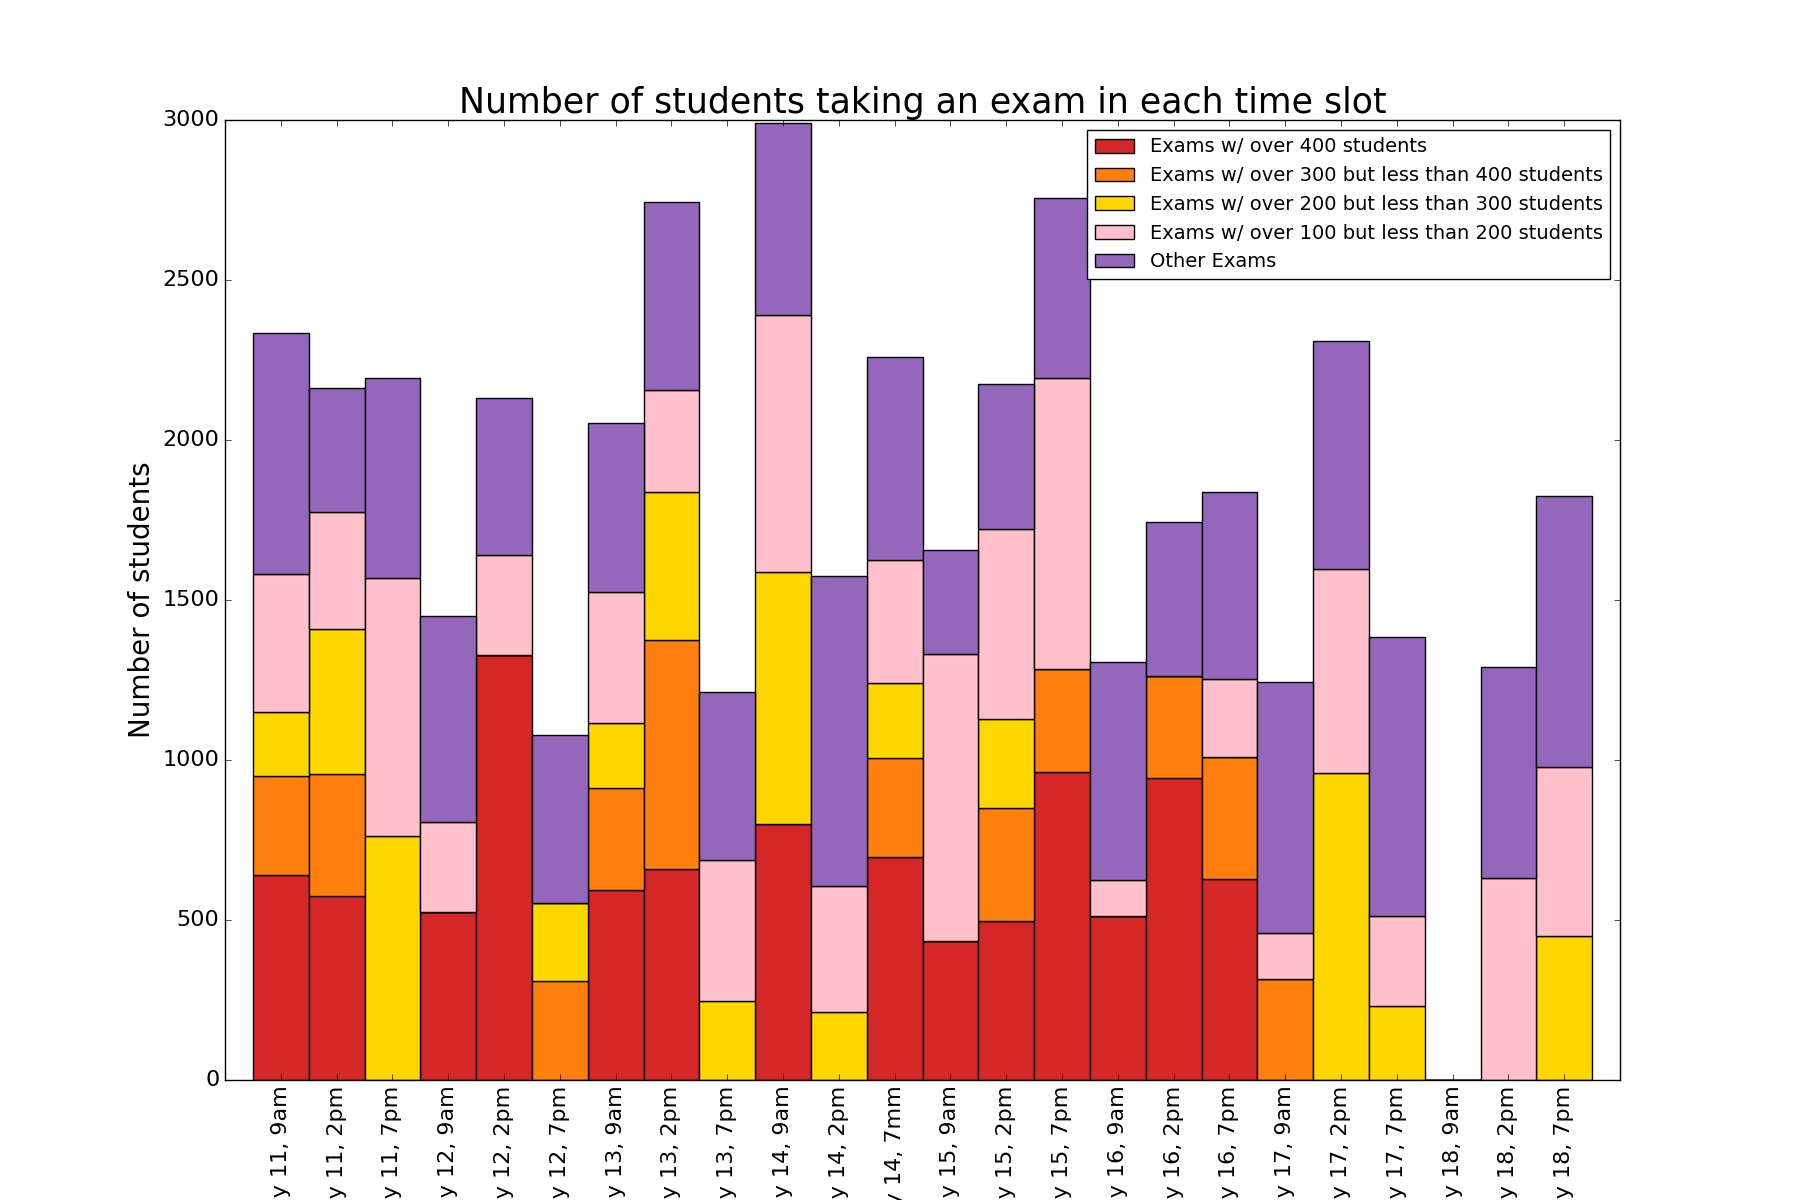 Number of students taking an exam in each time slot
Exams w/ over 400 students
Exams w/ over 300 but less than 400 students
Exams w/ over 200 but less than 300 students
Exams w/ over 100 but less than 200 students
Other Exams
Number of students
3000
2500
2000
1500
1000
500
0
y 11, 9am
y 11, 2pm
y 11, 7pm
y 12, 9am
y 12, 2pm
y 12, 7pm
y 13, 9am
y 13, 2pm
y 13, 7pm
y 14, 9am
y 14, 2pm
y 14, 7mm
y 15, 9am
y 15, 2pm
y 15, 7pm
y 16, 9am
y 16, 2pm
y 16, 7pm
y 17, 9am
y 17, 2pm
y 17, 7pm
y 18, 9am
y 18, 2pm
y 18, 7pm